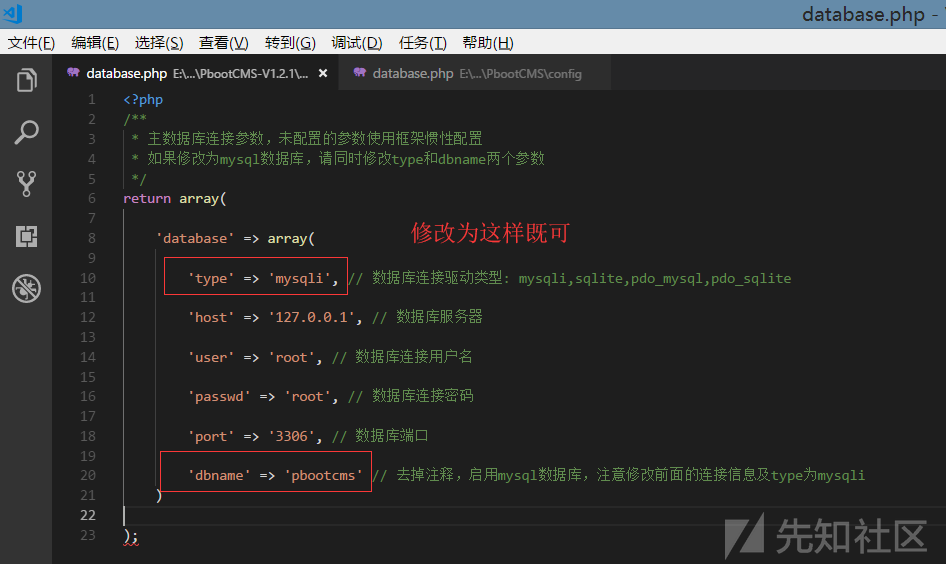 database.php -
文件(F) 编辑(E) 选择(S) 查看(V) 转到(G) 调试(D) 任务(T) 帮助(H)
database.php E:\...\PbootCMS-V1.2.1\... × database.php E:\...\PbootCMS\config
1 <?php
2 /**
3 * 主数据库连接参数，未配置的参数使用框架惯性配置
4 * 如果修改为mysql数据库，请同时修改type和dbname两个参数
5 */
6 return array(
7
8 'database' => array(
修改为这样既可
9
10 'type' => 'mysqli', // 数据库连接驱动类型: mysqli,sqlite,pdo_mysql,pdo_sqlite
11
12 'host' => '127.0.0.1', // 数据库服务器
13
14 'user' => 'root', // 数据库连接用户名
15
16 'passwd' => 'root', // 数据库连接密码
17
18 'port' => '3306', // 数据库端口
19
20 'dbname' => 'pbootcms' // 去掉注释，启用mysql数据库，注意修改前面的连接信息及type为mysqli
21 )
22
23 );
先知社区